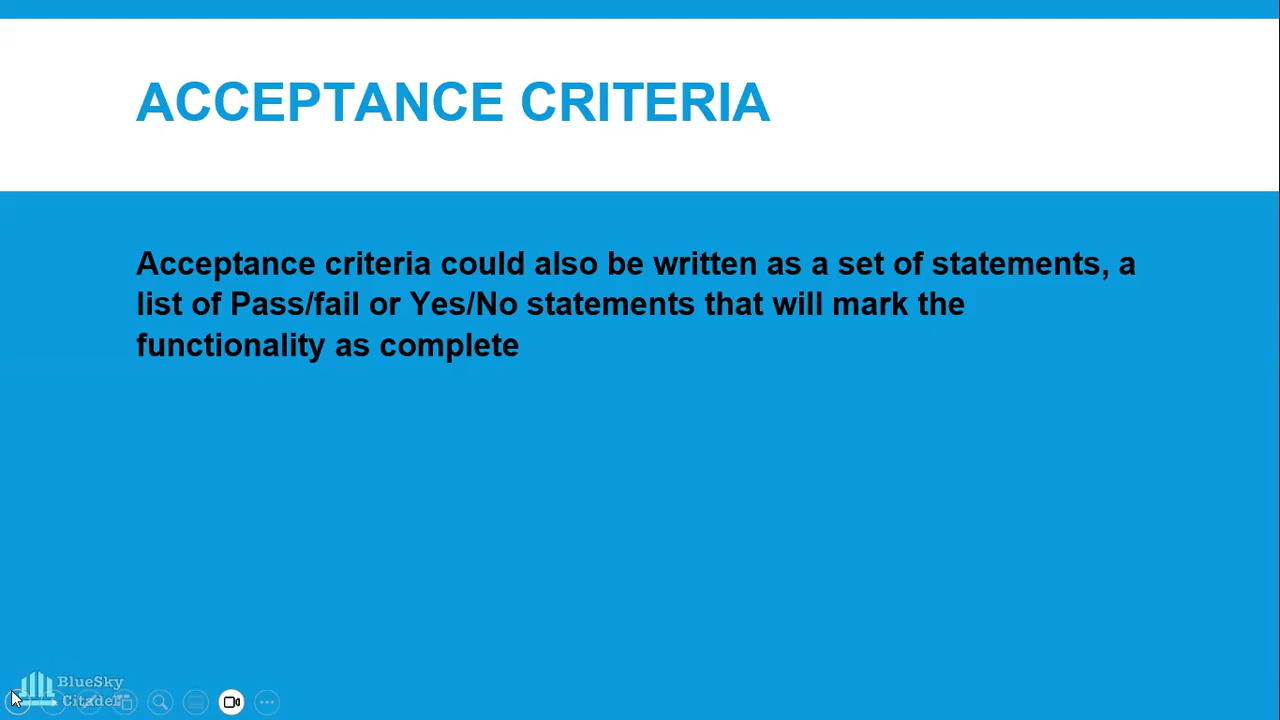 ACCEPTANCE CRITERIA
Acceptance criteria could also be written as a set of statements, a
list of Pass/fail or Yes/No statements that will mark the
functionality as complete
BlueSky
Citadel